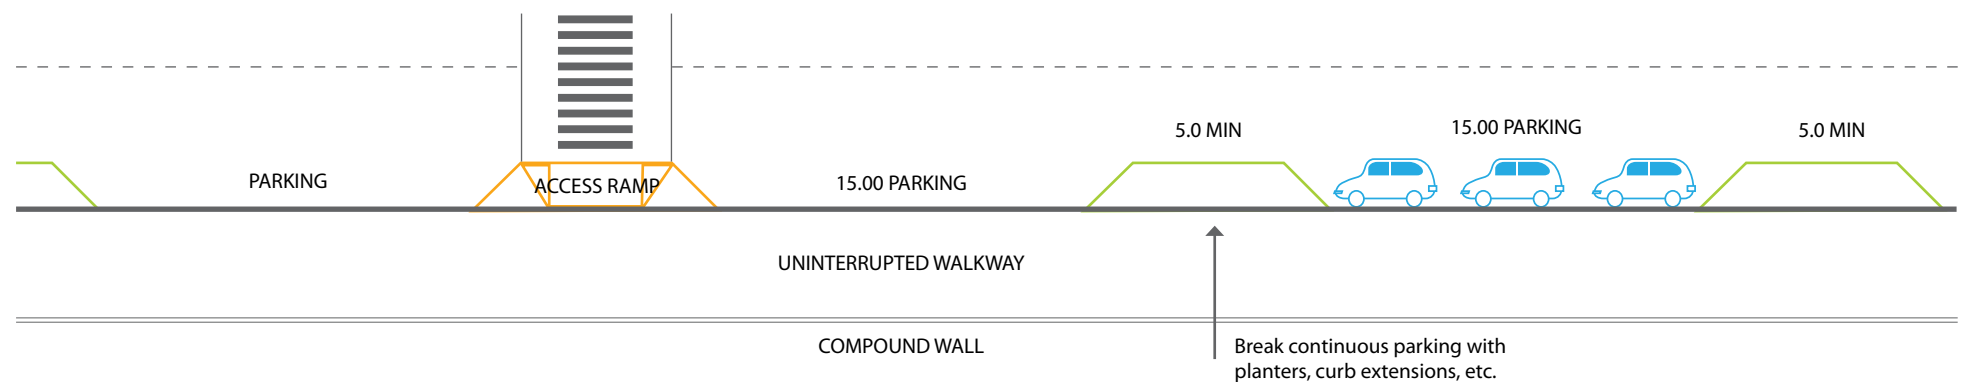 5.0 MIN
15.00 PARKING
5.0 MIN
PARKING
ACCESS RAMP
15.00 PARKING
UNINTERRUPTED WALKWAY
COMPOUND WALL
Break continuous parking with
planters, curb extensions, etc.